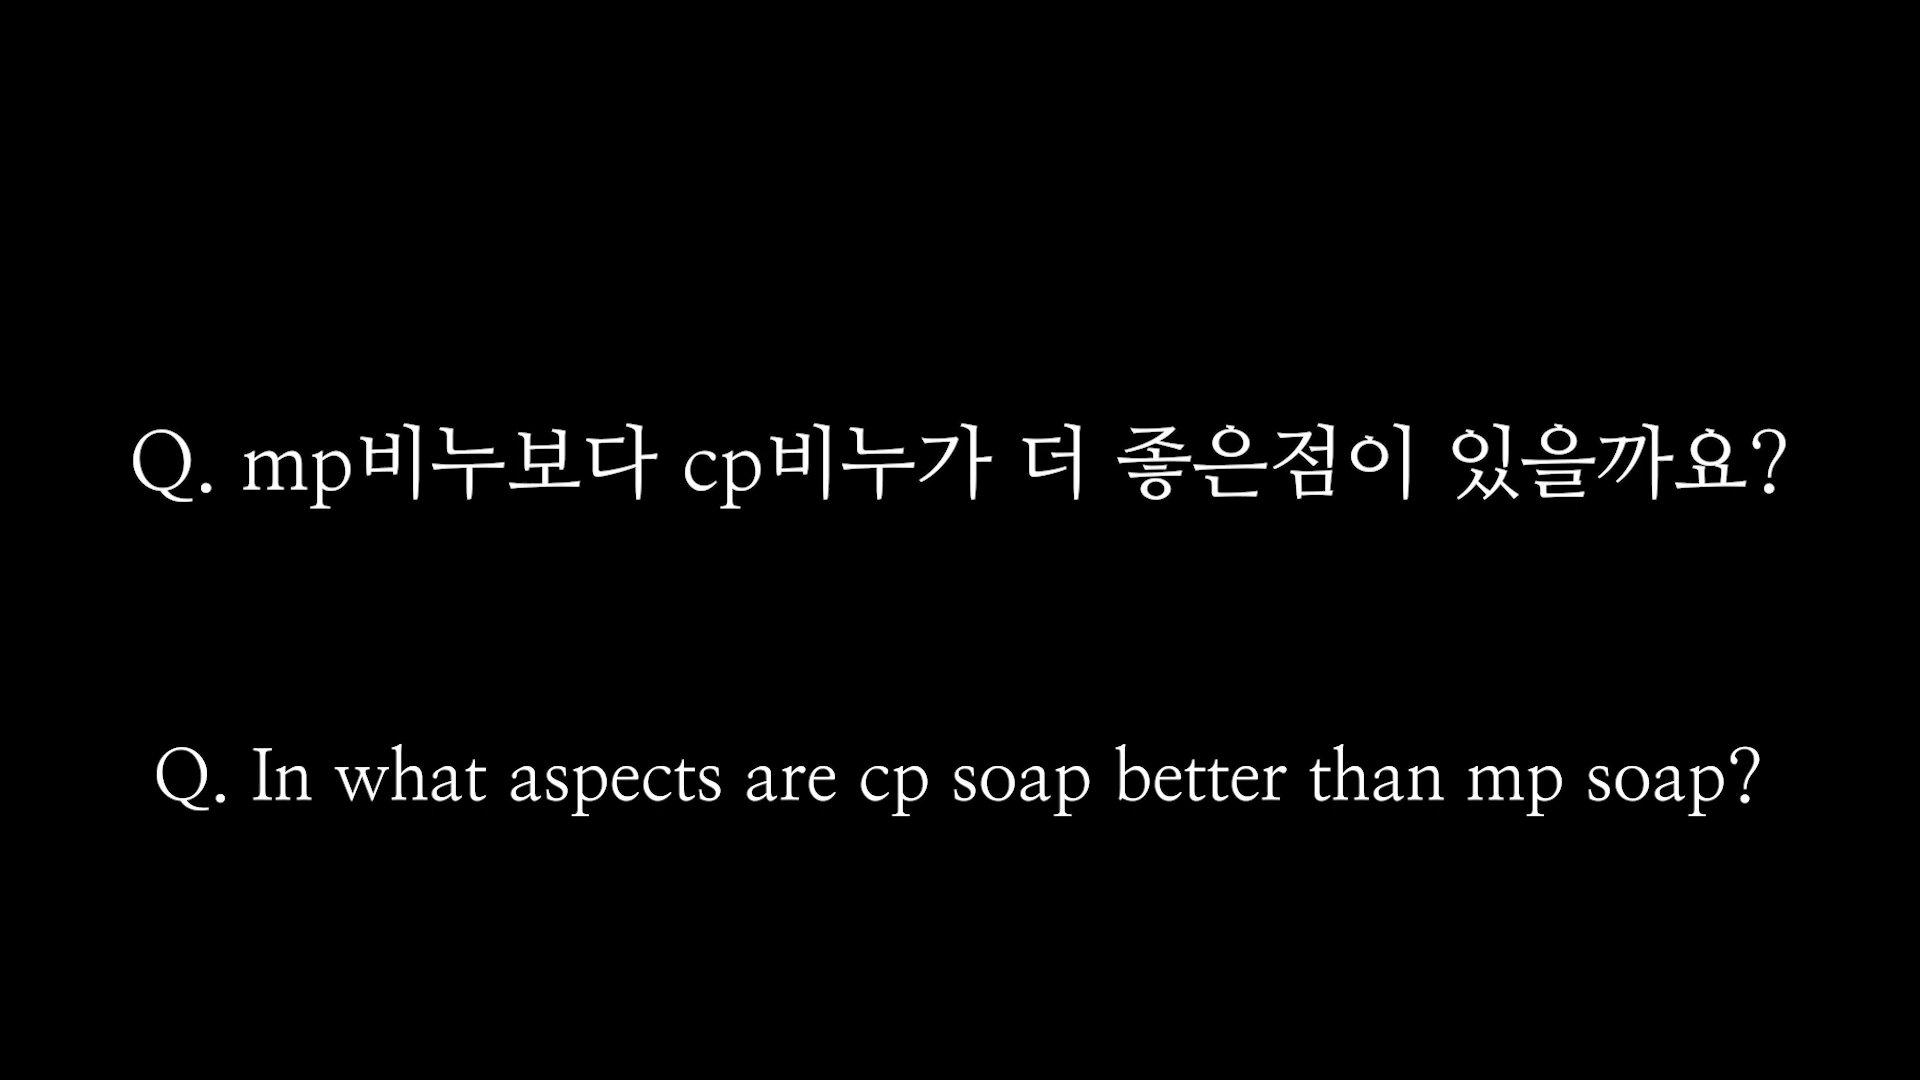 Q. mp비누보다 cp비누가 더 좋은점이 있을까요?
Q. In what aspects are cp soap better than mp soap?